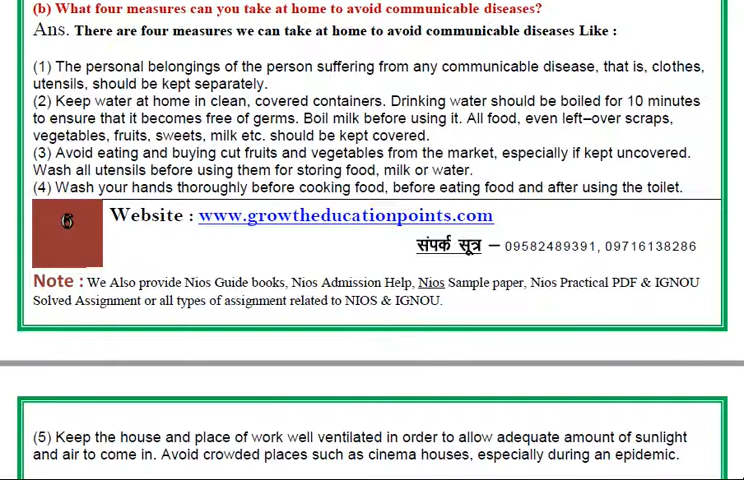 (b) What four measures can you take at home to avoid communicable diseases?
Ans. There are four measures we can take at home to avoid communicable diseases Like :
(1) The personal belongings of the person suffering from any communicable disease, that is, clothes,
utensils, should be kept separately.
(2) Keep water at home in clean, covered containers. Drinking water should be boiled for 10 minutes
to ensure that it becomes free of germs. Boil milk before using it. All food, even left–over scraps,
vegetables, fruits, sweets, milk etc. should be kept covered.
(3) Avoid eating and buying cut fruits and vegetables from the market, especially if kept uncovered.
Wash all utensils before using them for storing food, milk or water.
(4) Wash your hands thoroughly before cooking food, before eating food and after using the toilet.
6
Website : www.growtheducationpoints.com
संपर्क सूत्र – 09582489391, 09716138286
Note : We Also provide Nios Guide books, Nios Admission Help, Nios Sample paper, Nios Practical PDF & IGNOU
Solved Assignment or all types of assignment related to NIOS & IGNOU.
(5) Keep the house and place of work well ventilated in order to allow adequate amount of sunlight
and air to come in. Avoid crowded places such as cinema houses, especially during an epidemic.